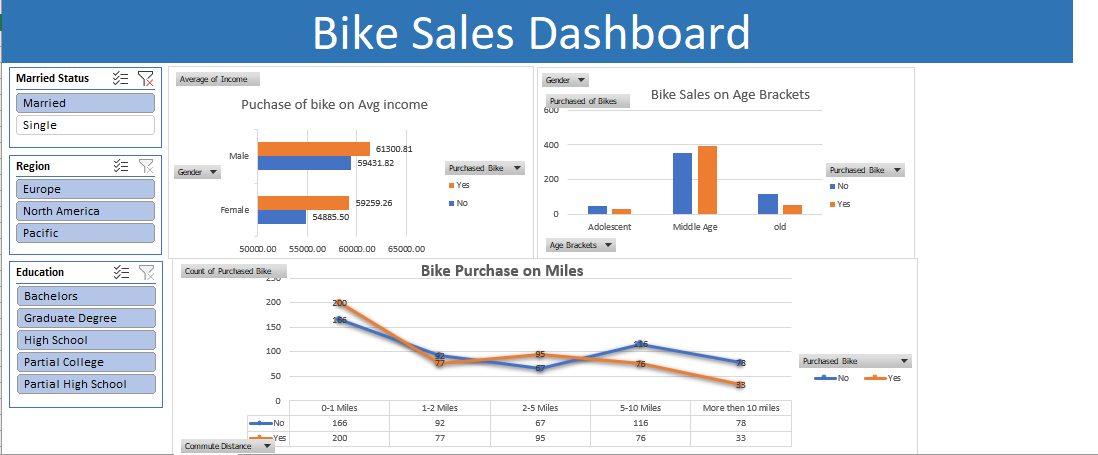 Bike Sales Dashboard
Married Status
Married
Single
Region
Europe
North America
Pacific
Education
Bachelors
Graduate Degree
High School
Partial College
Partial High School
Average of Income
Puchase of bike on Avg income
Gender
Male
Female
61300.81
59431.82
59259.26
54885.50
50000.00 55000.00 60000.00 65000.00
Purchased Bike
Yes
No
Gender
Purchased of Bikes
Bike Sales on Age Brackets
600
400
200
0
Adolescent Middle Age old
Age Brackets
Purchased Bike
No
Yes
Count of Purchased Bike
Bike Purchase on Miles
250
200
150
100
50
0
200
166
92
77
95
67
116
76
78
33
0-1 Miles 1-2 Miles 2-5 Miles 5-10 Miles More then 10 miles
No 166 92 67 116 78
Yes 200 77 95 76 33
Commute Distance
Purchased Bike
No Yes